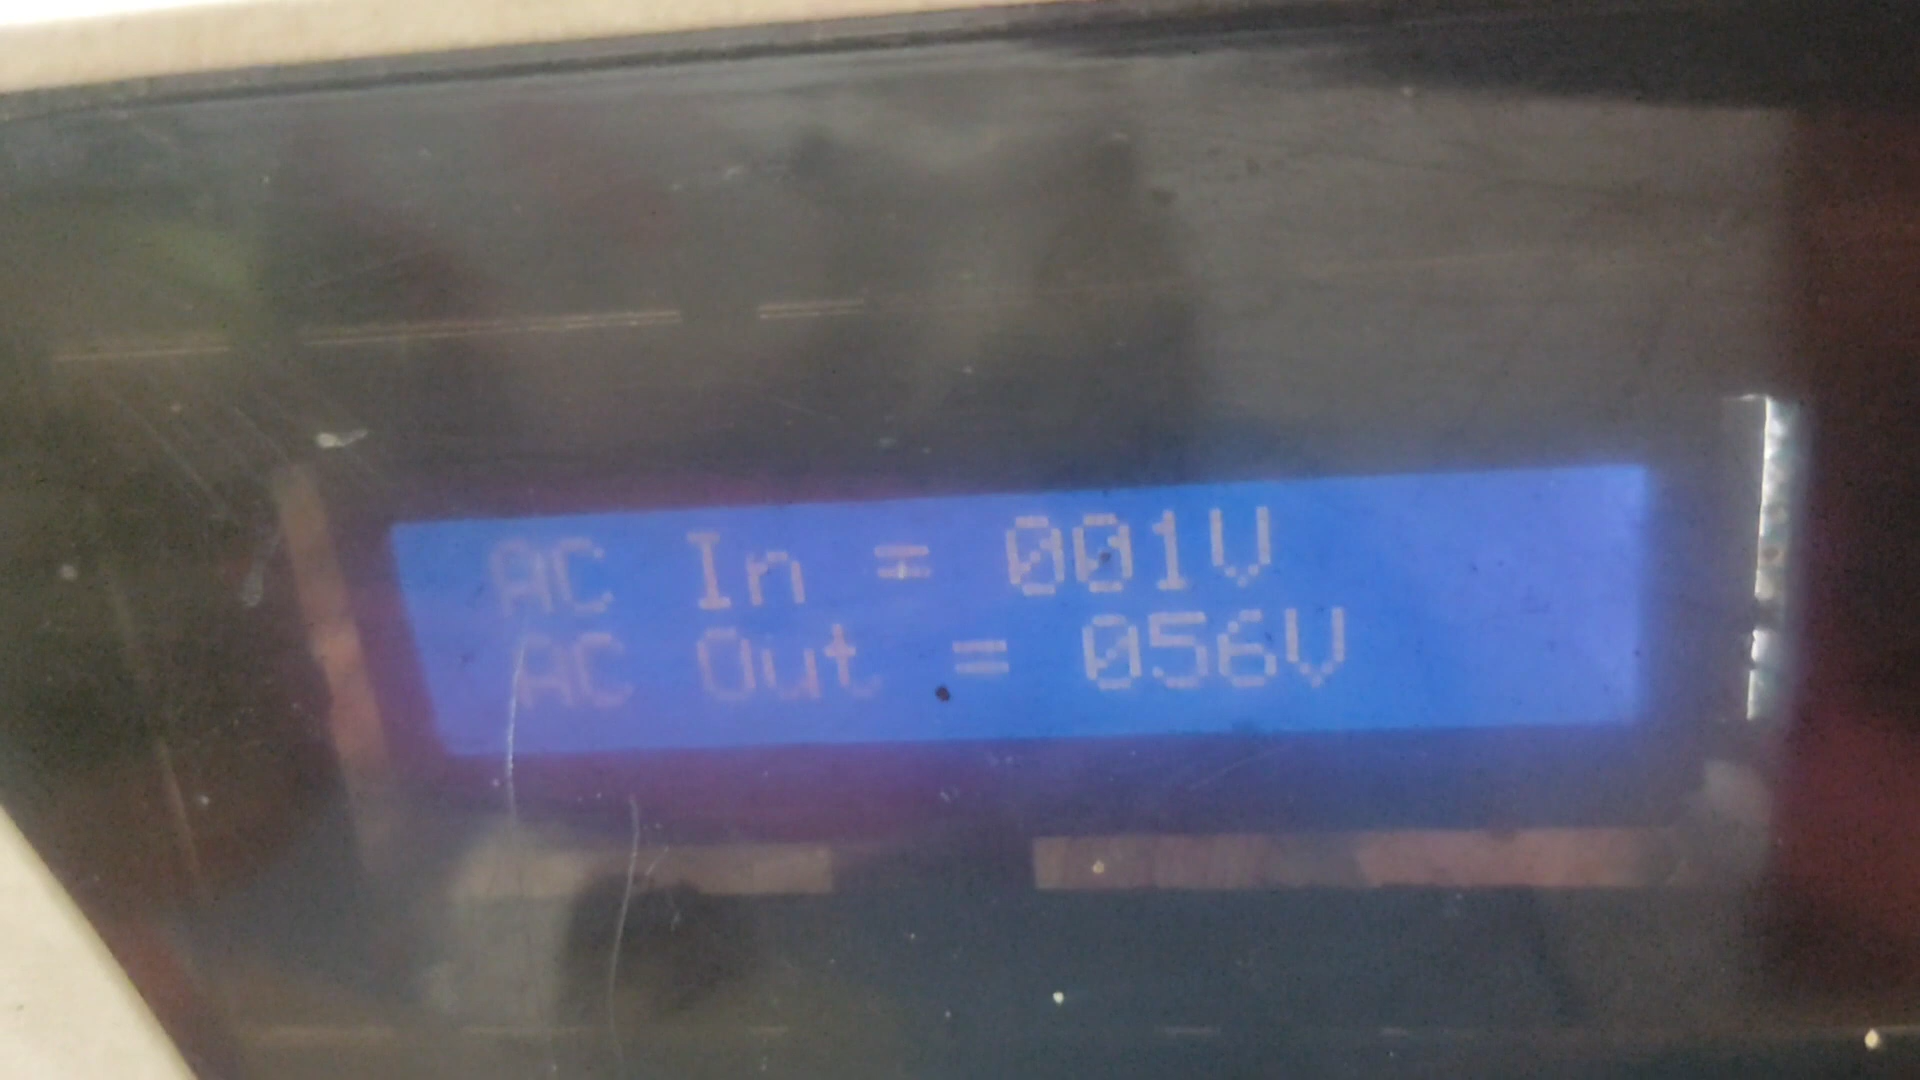 AC In = 001V
AC Out = 056V